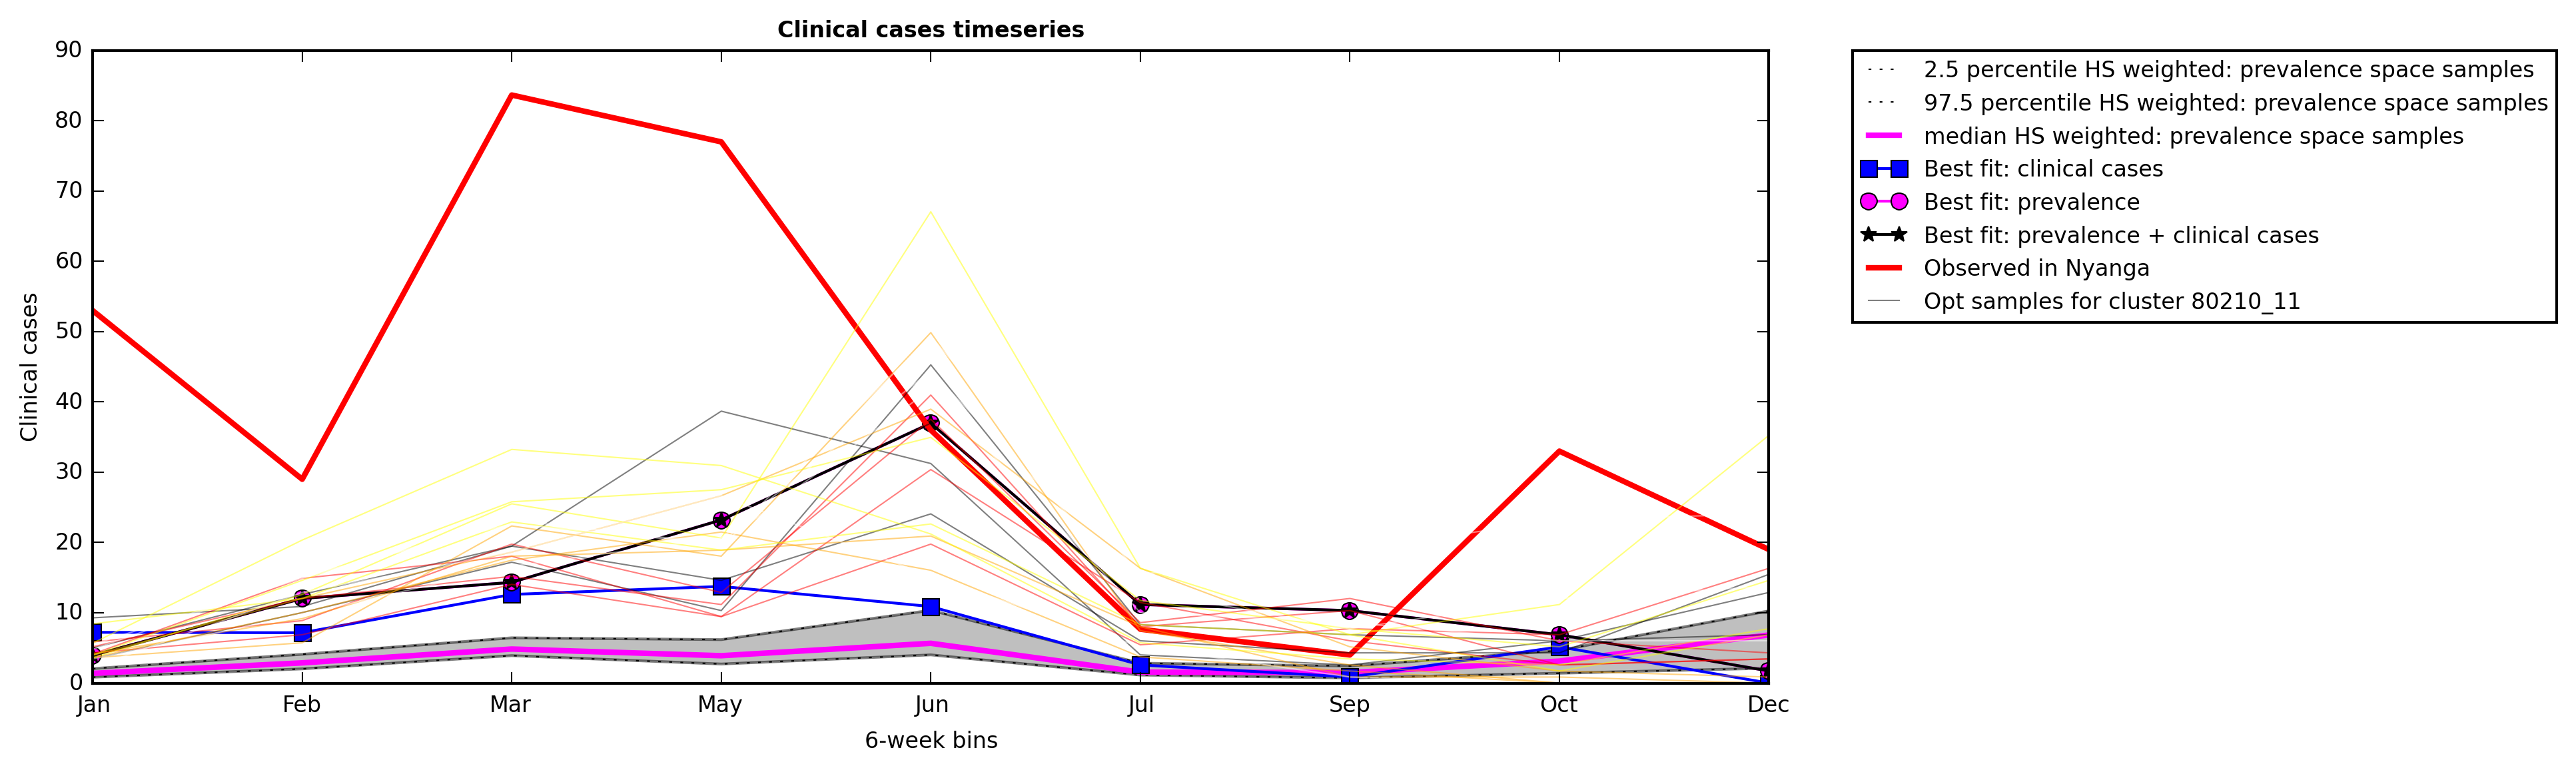 Clinical cases timeseries
90
80
70
60
50
40
30
20
10
0
Clinical cases
Jan Feb Mar May Jun Jul Sep Oct Dec
6-week bins
2.5 percentile HS weighted: prevalence space samples
97.5 percentile HS weighted: prevalence space samples
median HS weighted: prevalence space samples
Best fit: clinical cases
Best fit: prevalence
Best fit: prevalence + clinical cases
Observed in Nyanga
Opt samples for cluster 80210_11